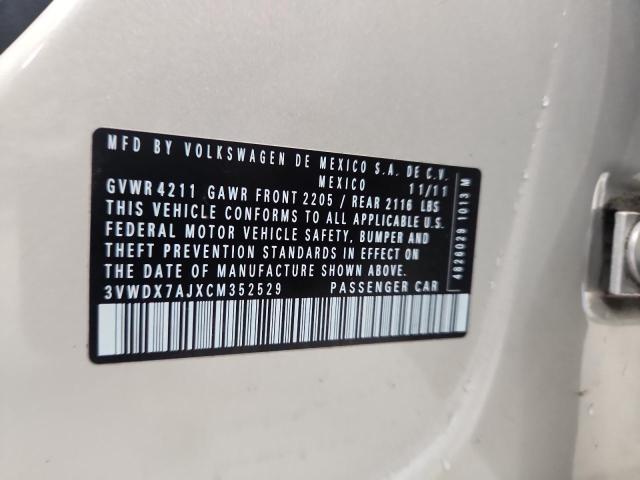 MFD BY VOLKSWAGEN DE MEXICO S.A. DE C.V.
MEXICO 11/11
GVWR 4211 GAWR FRONT 2205 / REAR 2116 LBS
THIS VEHICLE CONFORMS TO ALL APPLICABLE U.S.
FEDERAL MOTOR VEHICLE SAFETY, BUMPER AND
THEFT PREVENTION STANDARDS IN EFFECT ON
THE DATE OF MANUFACTURE SHOWN ABOVE.
3VWDX7AJXCM352529 PASSENGER CAR
4826029 1013 M